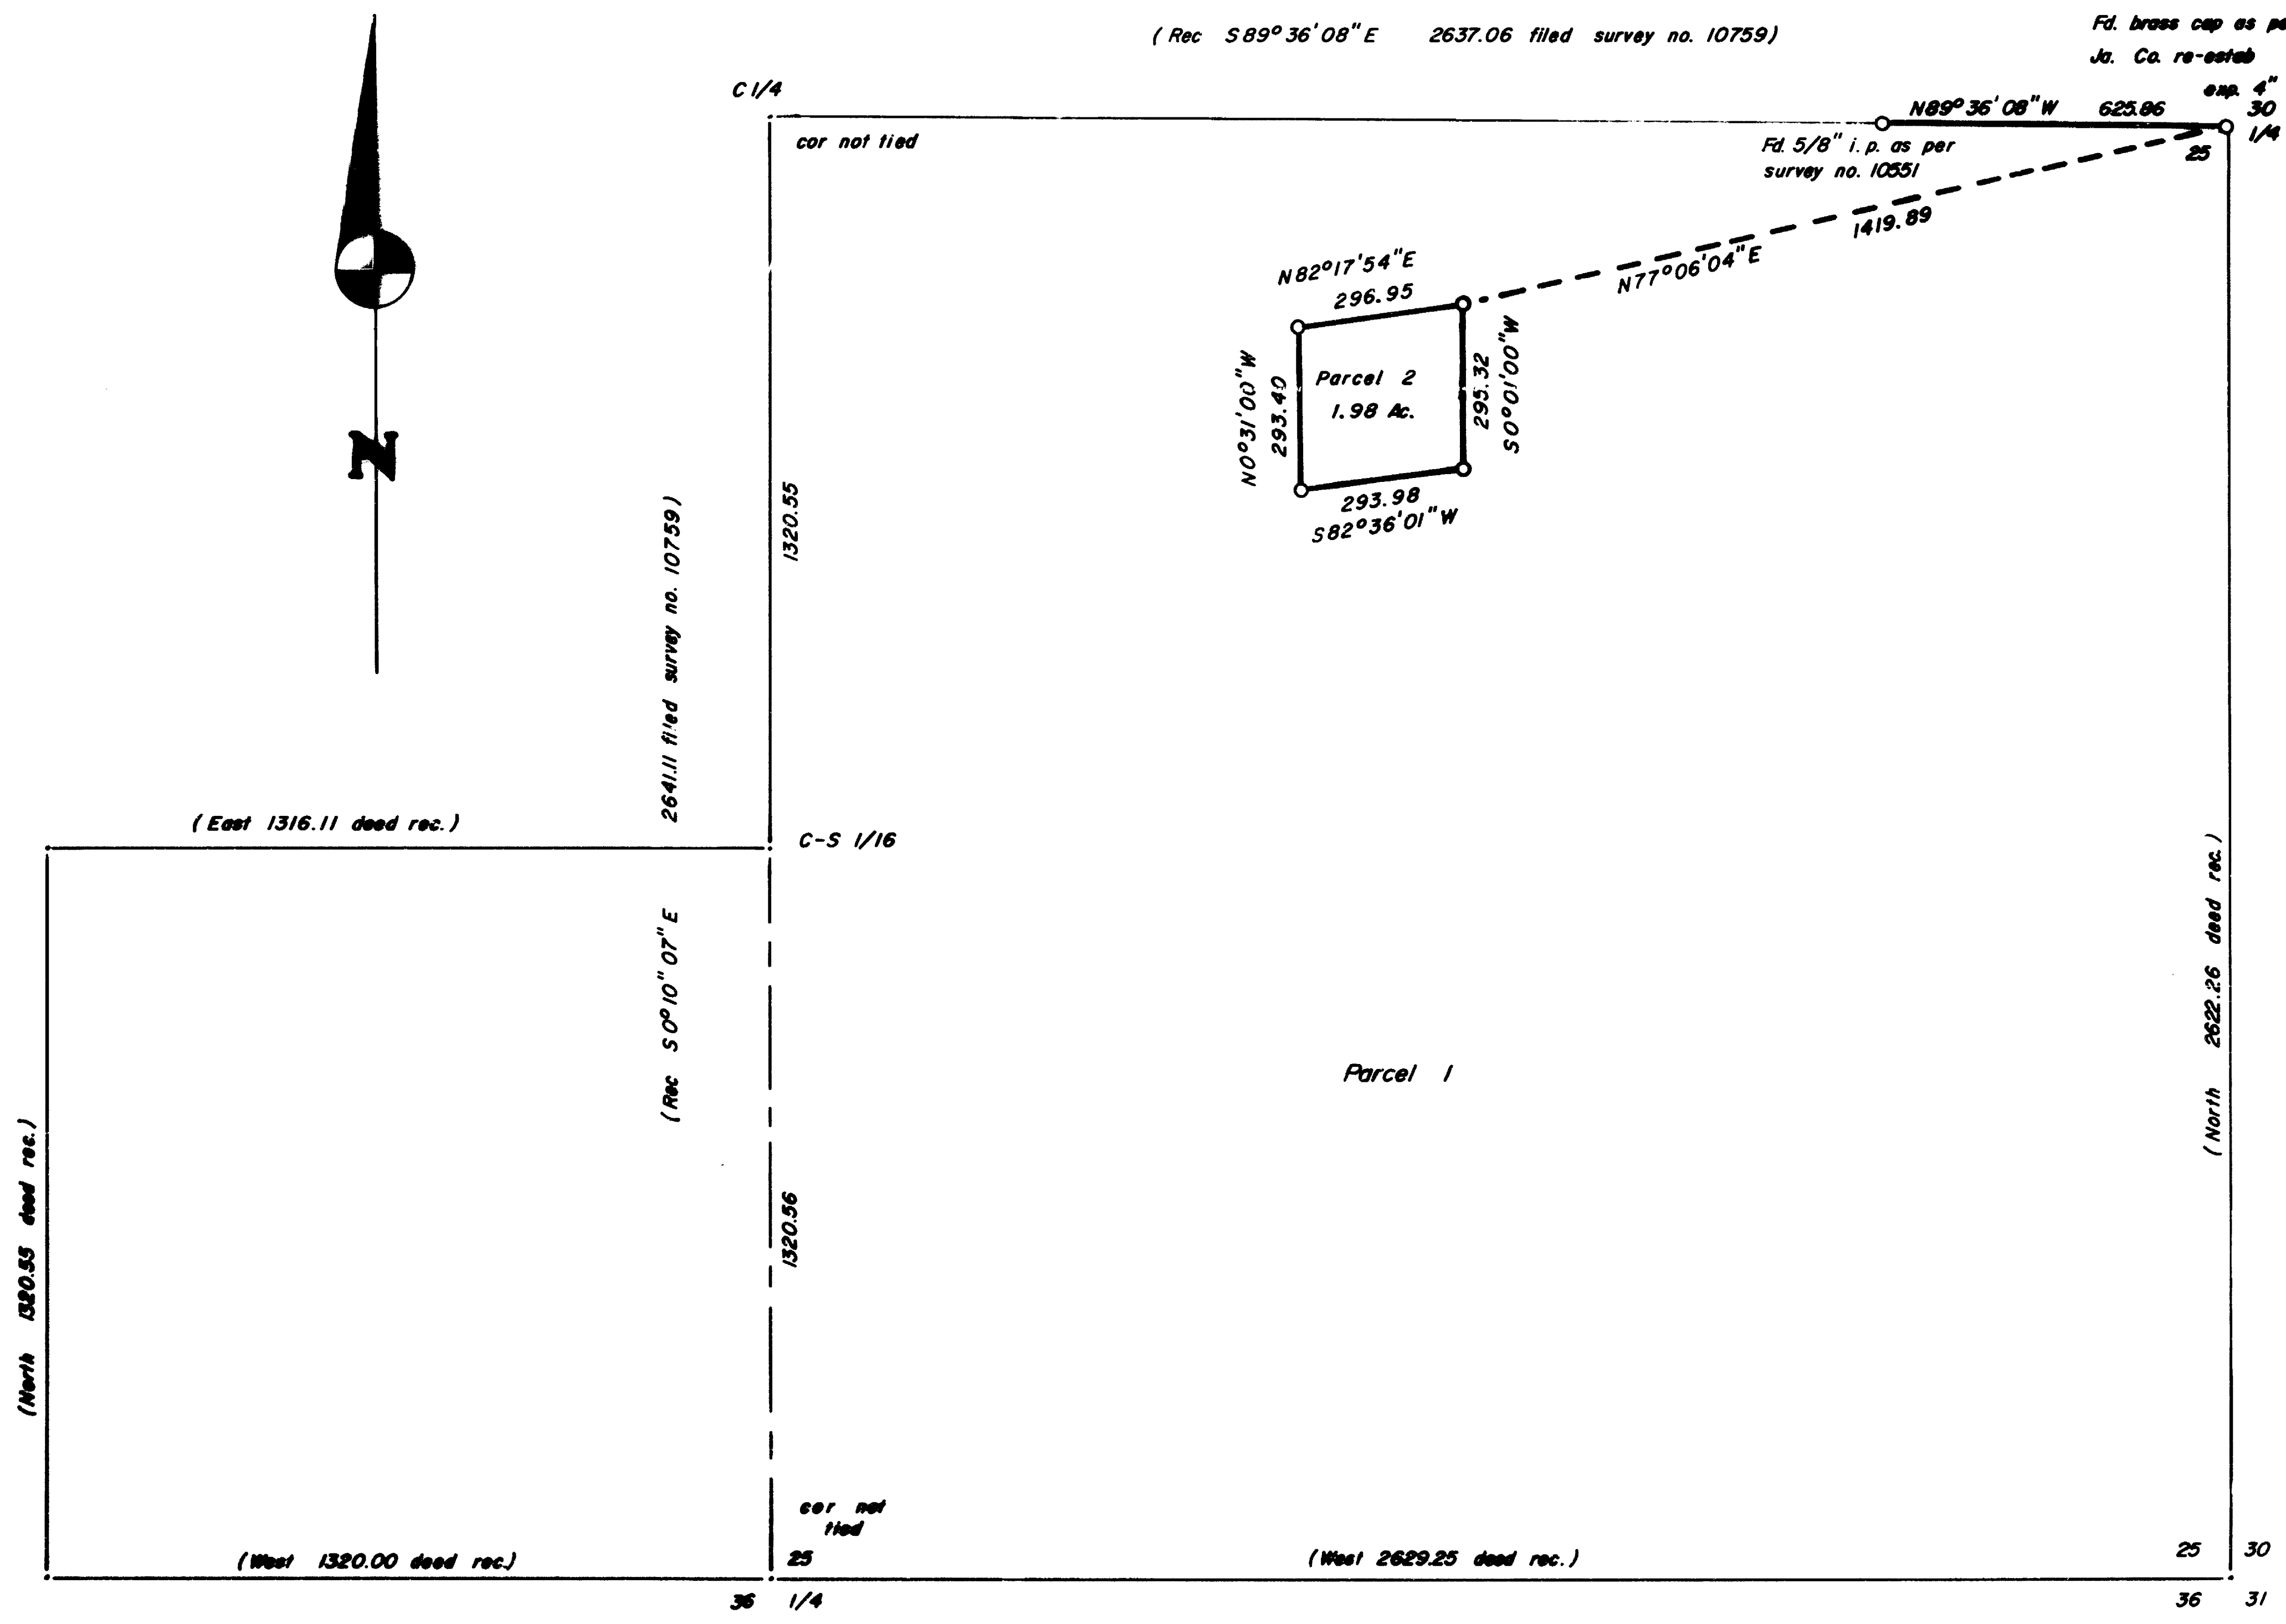 ( Rec S89° 36' 08" E 2637.06 filed survey no. 10759)
Fd. brass cap as
Ja. Co. re-estab
exp. 4"
C 1/4
N89° 36' 08" W 625.86
30
1/4
25
cor not tied
Fd. 5/8" i.p. as per
survey no. 10551
1419.89
N77°06'04"E
N82°17'54"E
296.95
Parcel 2
1.98 Ac.
N0°31'00"W
293.40
295.32
S0°01'00"W
293.98
S82°36'01"W
N
1320.55
2641.11 filed survey no. 10759)
(Rec S0° 10" 07" E
( East 1316.11 deed rec.)
C-S 1/16
(North 2622.26 deed rec.)
Parcel 1
(North 1320.55 deed rec.)
1320.56
cor not
tied
(West 1320.00 deed rec.)
25
(West 2629.25 deed rec.)
25 30
36 1/4
36 31